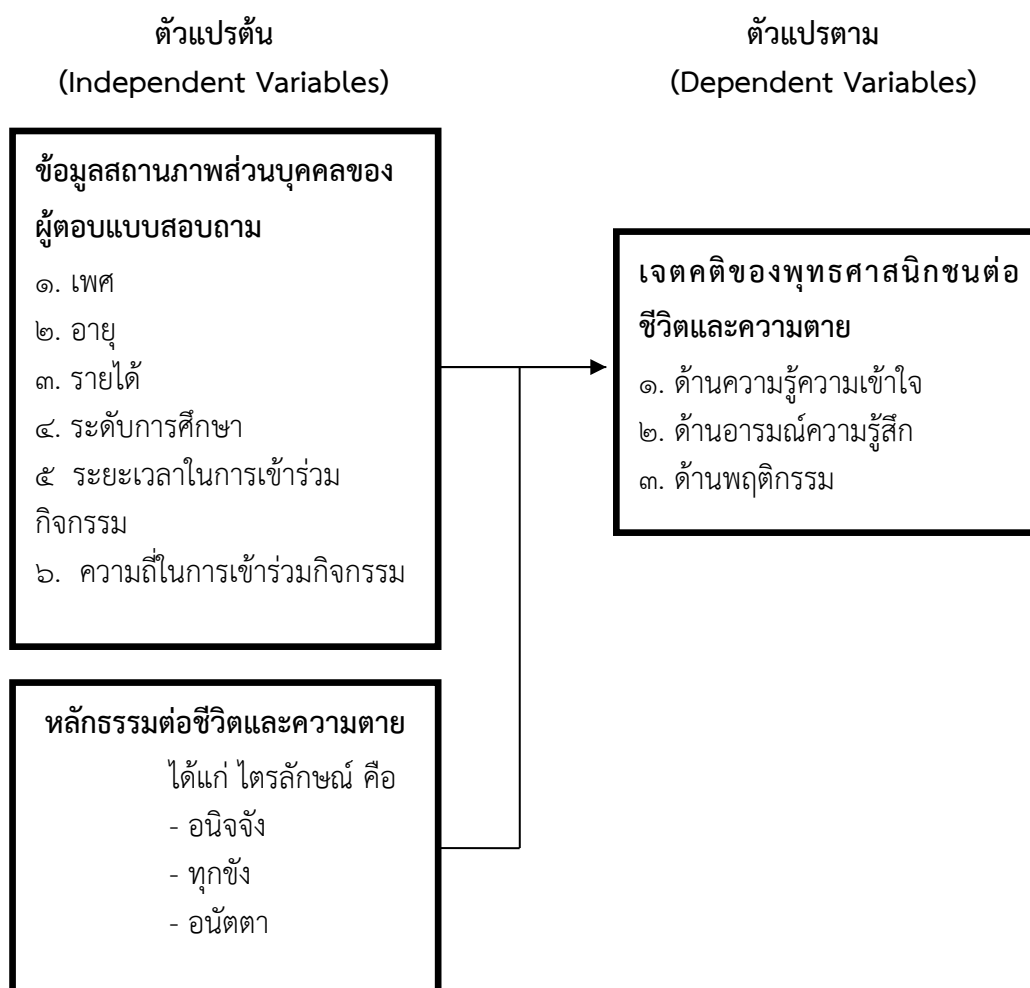 ตัวแปรต้น
(Independent Variables)
ตัวแปรตาม
(Dependent Variables)
ข้อมูลสถานภาพส่วนบุคคลของ
ผู้ตอบแบบสอบถาม
๑. เพศ
๒. อายุ
๓. รายได้
๔. ระดับการศึกษา
๕ ระยะเวลาในการเข้าร่วม
กิจกรรม
๖. ความถี่ในการเข้าร่วมกิจกรรม
เจตคติของพุทธศาสนิกชนต่อ
ชีวิตและความตาย
๑. ด้านความรู้ความเข้าใจ
๒. ด้านอารมณ์ความรู้สึก
๓. ด้านพฤติกรรม
หลักธรรมต่อชีวิตและความตาย
ได้แก่ ไตรลักษณ์ คือ
- อนิจจัง
- ทุกขัง
- อนัตตา